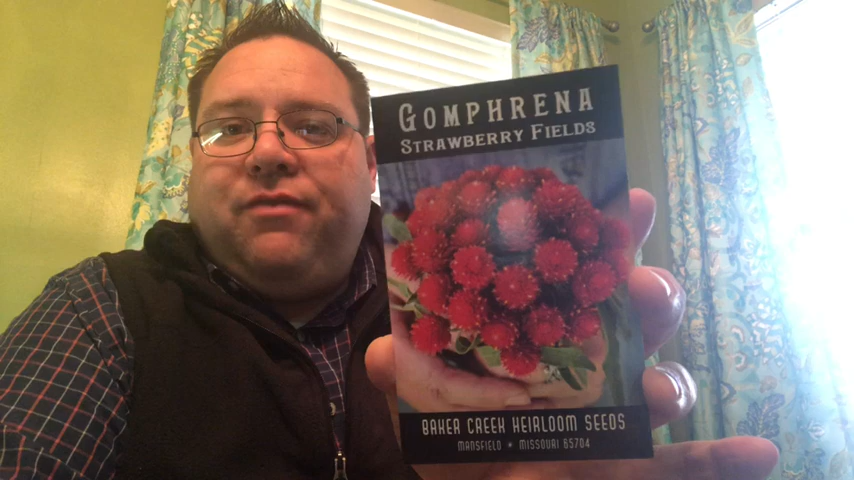 GOMPHRENA
STRAWBERRY FIELDS
BAKER CREEK HEIRLOOM SEEDS
MANSFIELD * MISSOURI 65704